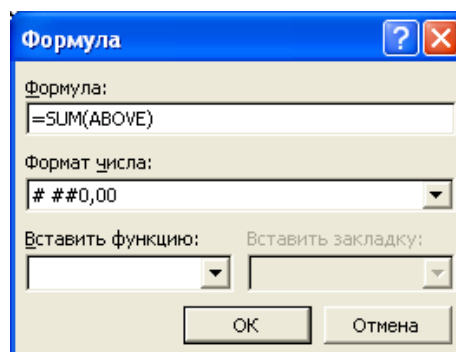 Формула
Формула:
=SUM(ABOVE)
Формат числа:
# ##0,00
Вставить функцию: Вставить закладку:
ОК Отмена